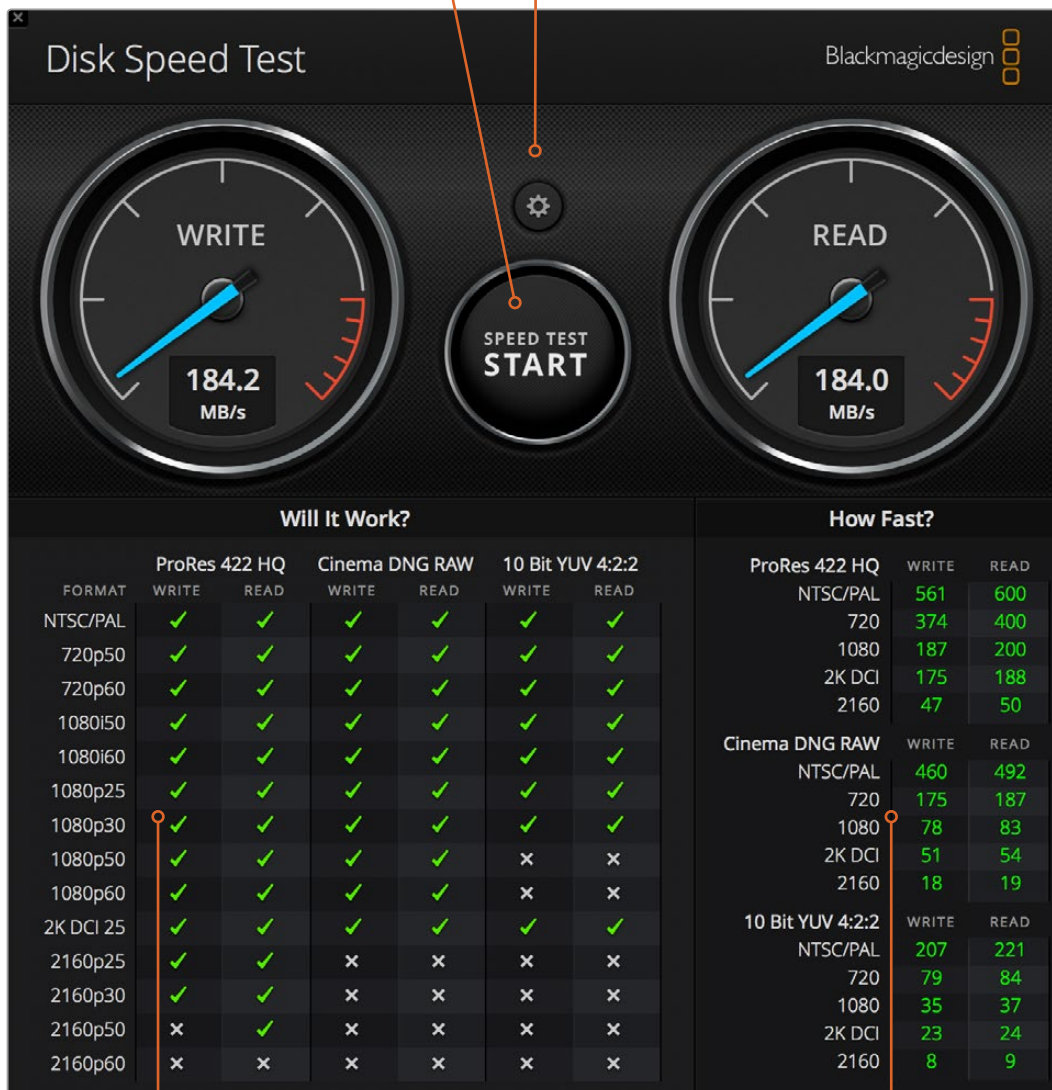 Disk Speed Test
Blackmagicdesign
WRITE
184.2
MB/s
SPEED TEST
START
READ
184.0
MB/s
Will It Work?
ProRes 422 HQ Cinema DNG RAW 10 Bit YUV 4:2:2
FORMAT WRITE READ WRITE READ WRITE READ
NTSC/PAL ✓ ✓ ✓ ✓ ✓ ✓
720p50 ✓ ✓ ✓ ✓ ✓ ✓
720p60 ✓ ✓ ✓ ✓ ✓ ✓
1080i50 ✓ ✓ ✓ ✓ ✓ ✓
1080i60 ✓ ✓ ✓ ✓ ✓ ✓
1080p25 ✓ ✓ ✓ ✓ ✓ ✓
1080p30 ✓ ✓ ✓ ✓ ✓ ✓
1080p50 ✓ ✓ ✓ ✓ × ×
1080p60 ✓ ✓ ✓ ✓ × ×
2K DCI 25 ✓ ✓ ✓ ✓ ✓ ✓
2160p25 ✓ ✓ × × × ×
2160p30 ✓ ✓ × × × ×
2160p50 × ✓ × × × ×
2160p60 × × × × × ×
How Fast?
ProRes 422 HQ WRITE READ
NTSC/PAL 561 600
720 374 400
1080 187 200
2K DCI 175 188
2160 47 50
Cinema DNG RAW WRITE READ
NTSC/PAL 460 492
720 175 187
1080 78 83
2K DCI 51 54
2160 18 19
10 Bit YUV 4:2:2 WRITE READ
NTSC/PAL 207 221
720 79 84
1080 35 37
2K DCI 23 24
2160 8 9